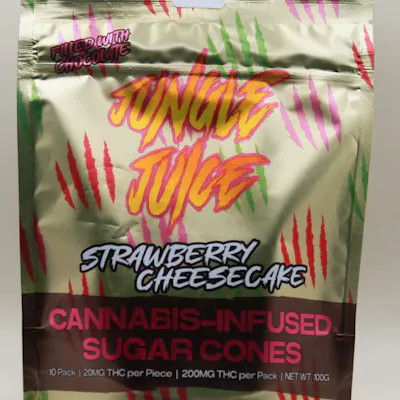 FILLED WITH
CHOCOLATE
JUNGLE
JUICE
STRAWBERRY
CHEESECAKE
CANNABIS-INFUSED
SUGAR CONES
10 Pack | 20MG THC per Piece | 200MG THC per Pack | NET WT. 100G